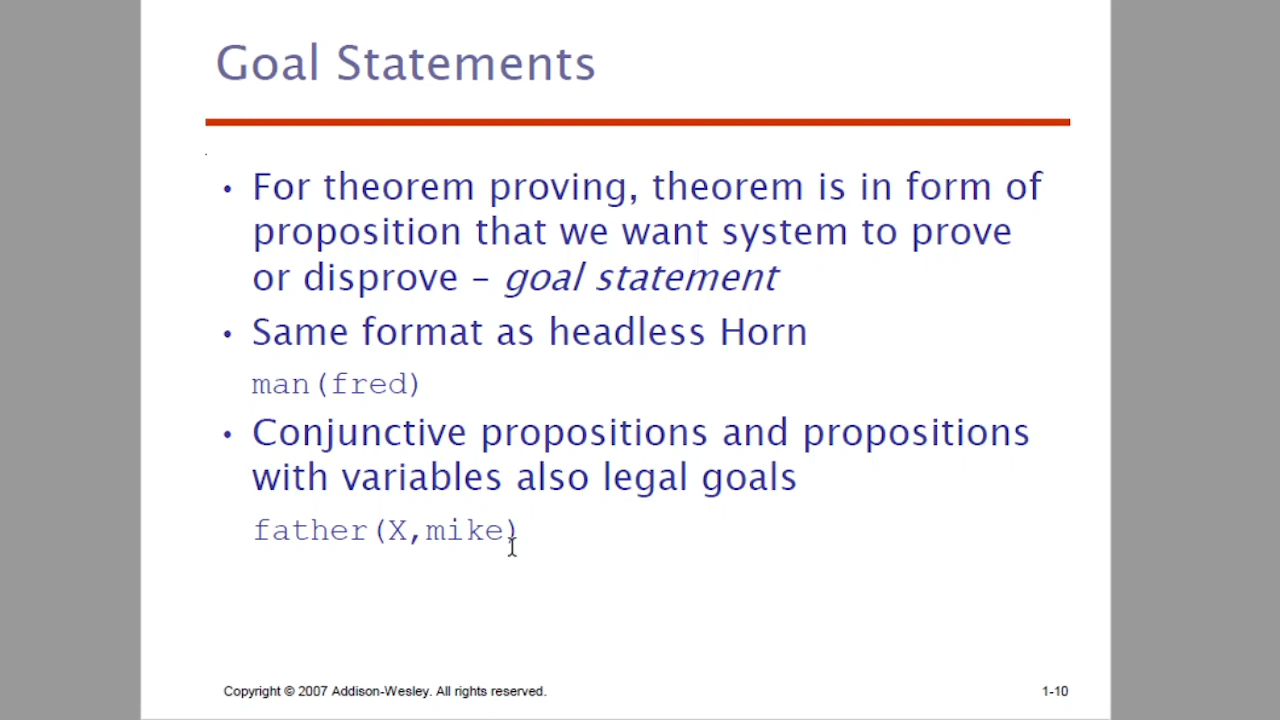 Goal Statements
• For theorem proving, theorem is in form of
proposition that we want system to prove
or disprove – goal statement
• Same format as headless Horn
man(fred)
• Conjunctive propositions and propositions
with variables also legal goals
father(X,mike)
Copyright © 2007 Addison-Wesley. All rights reserved.
1-10